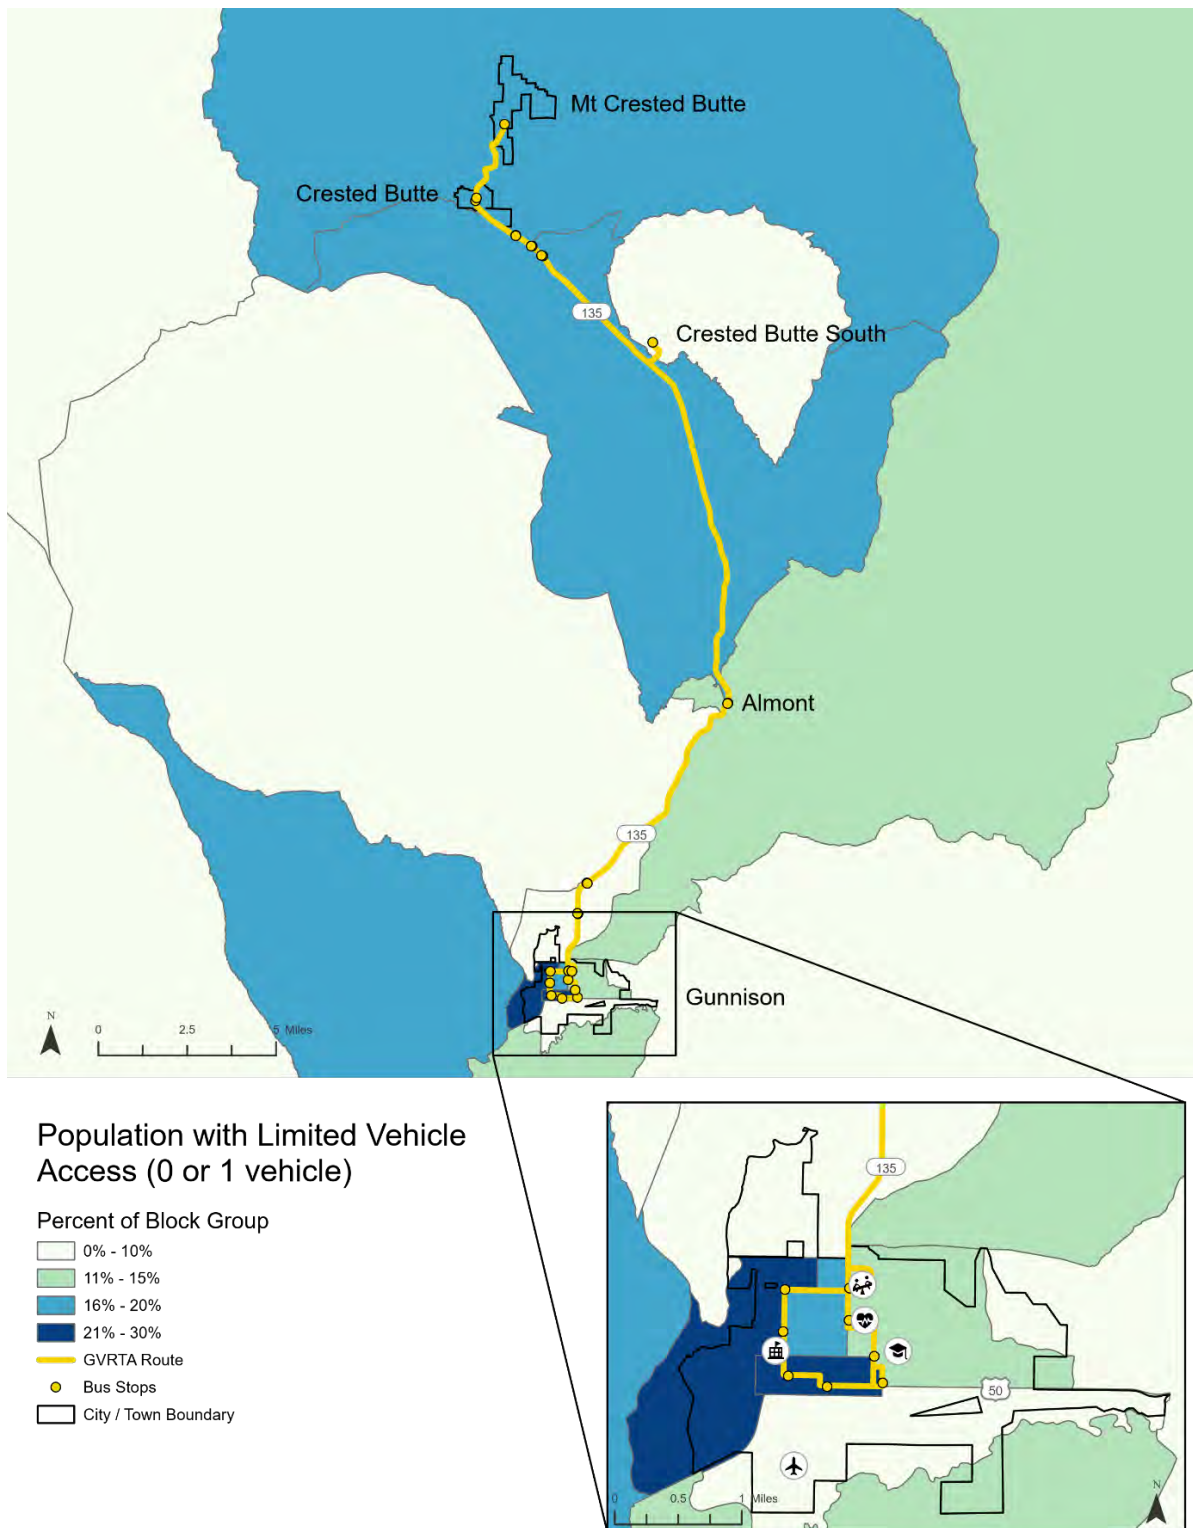 Mt Crested Butte
Crested Butte
135
Crested Butte South
Almont
135
Gunnison
N
0 2.5 5 Miles
Population with Limited Vehicle
Access (0 or 1 vehicle)
Percent of Block Group
0% - 10%
11% - 15%
16% - 20%
21% - 30%
GVRTA Route
Bus Stops
City / Town Boundary
135
50
0 0.5 1 Miles
N